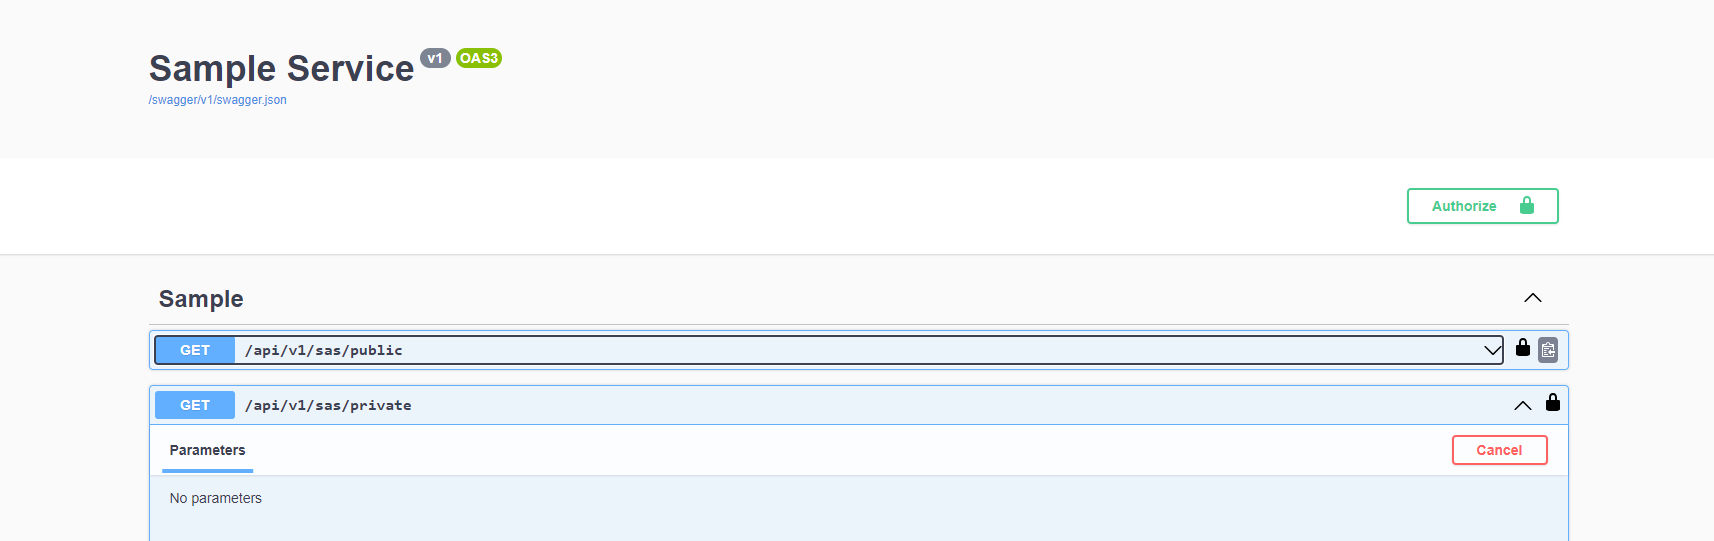 Sample Service v1 OAS3
/swagger/v1/swagger.json
Authorize
Sample
GET /api/v1/sas/public
GET /api/v1/sas/private
Parameters Cancel
No parameters